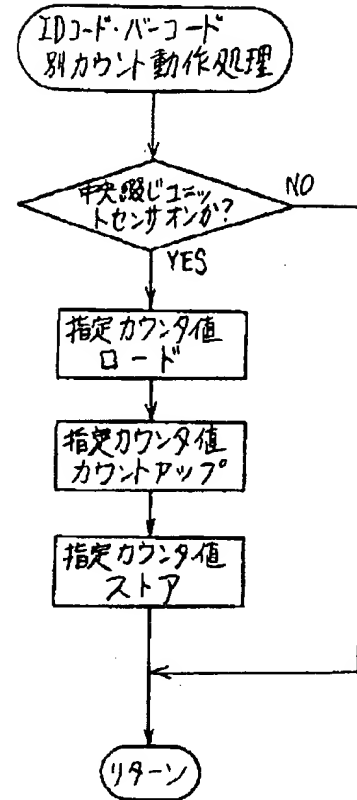 IDコード・バーコード
別カウント動作処理
中央綴じユニッ
トセンサオンか?
NO
YES
指定カウンタ値
ロード
指定カウンタ値
カウントアップ
指定カウンタ値
ストア
リターン